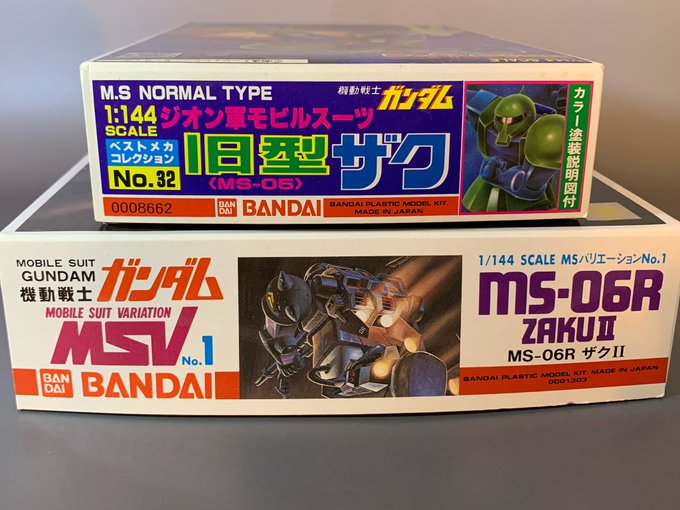 M.S NORMAL TYPE
機動戦士 ガンダム
1:144 SCALE
ジオン軍モビルスーツ
ベストメカ
コレクション
No.32
旧型 ザク
〈MS-05〉
カラー塗装説明図付
0008662
BAN DAI BANDAI
BANDAI PLASTIC MODEL KIT.
MADE IN JAPAN
MOBILE SUIT
GUNDAM
機動戦士 ガンダム
MOBILE SUIT VARIATION
MSV No.1
BAN DAI BANDAI
1/144 SCALE MSバリエーションNo.1
MS-06R
ZAKU II
MS-06R ザクII
BANDAI PLASTIC MODEL KIT. MADE IN JAPAN
0001303